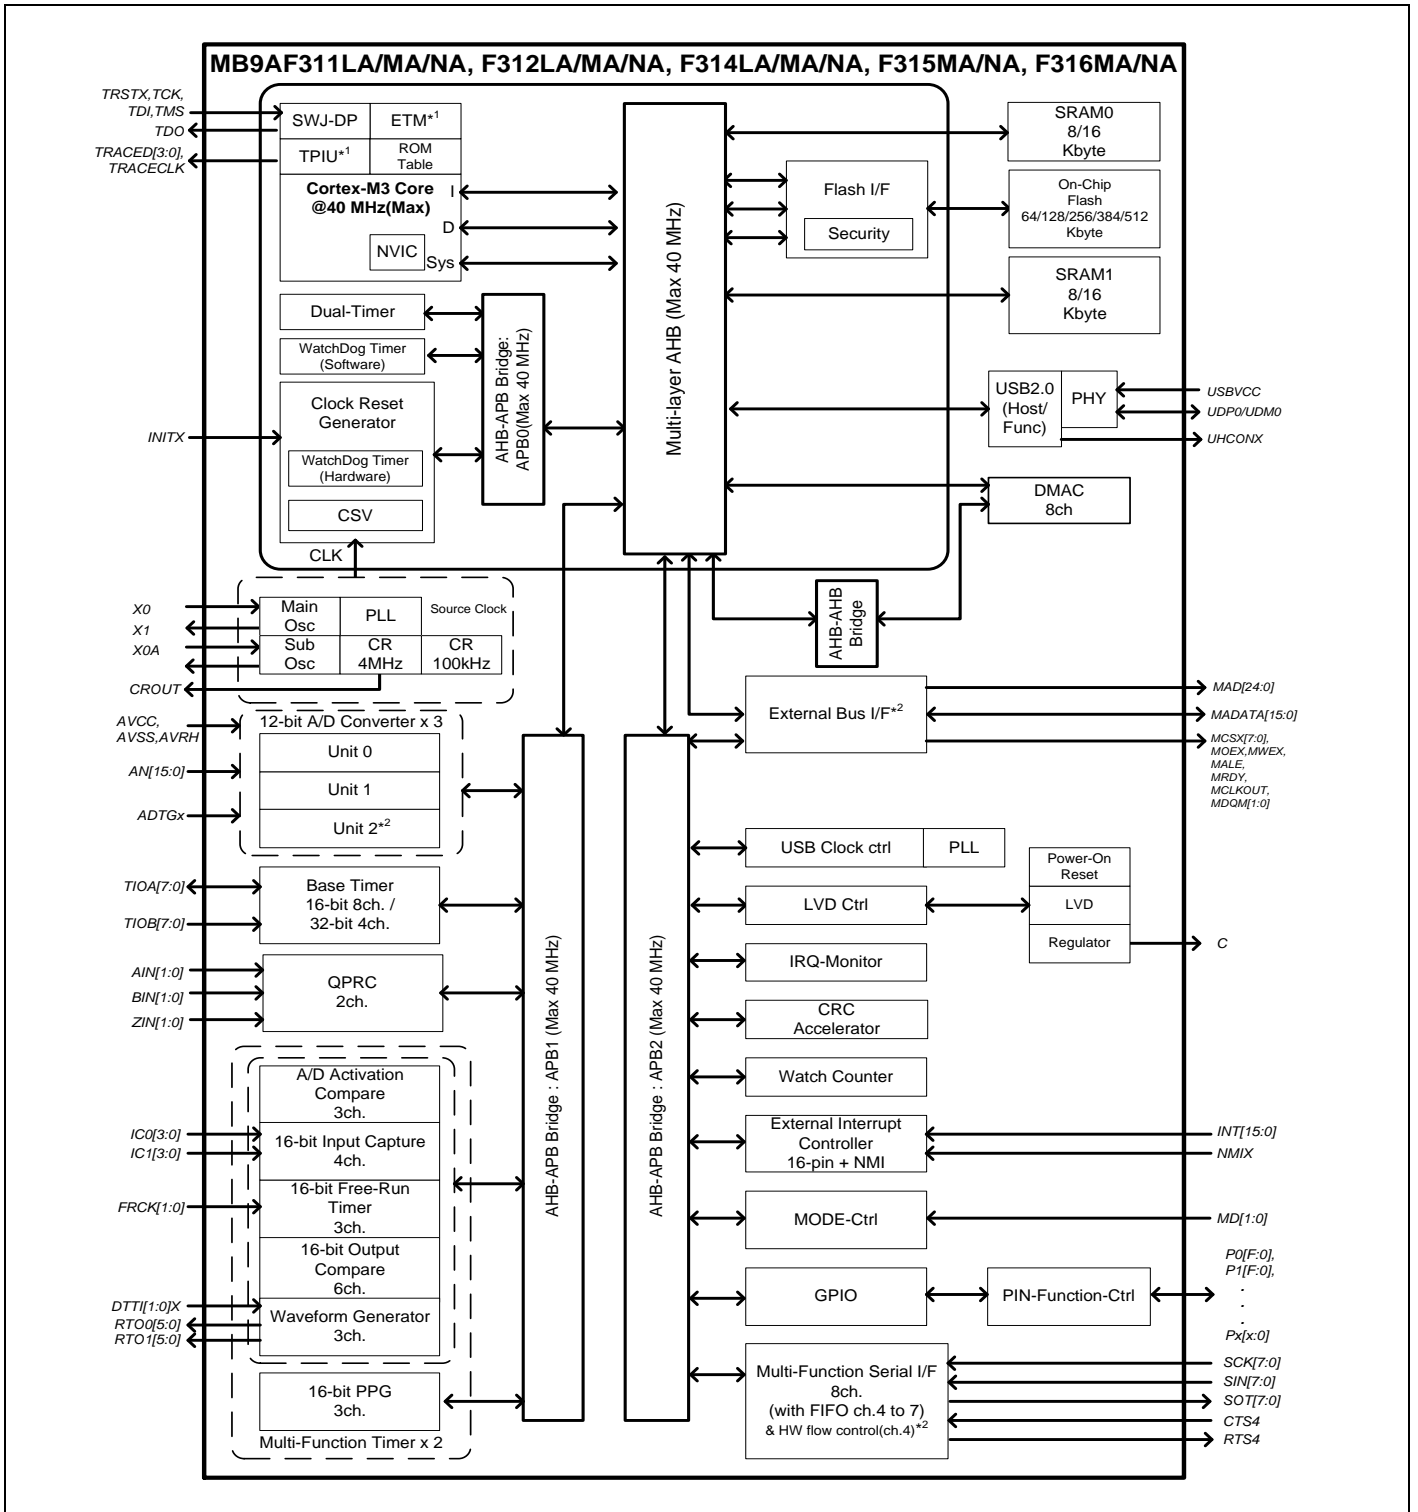 MB9AF311LA/MA/NA, F312LA/MA/NA, F314LA/MA/NA, F315MA/NA, F316MA/NA
TRSTX,TCK,
TDI,TMS
TDO
TRACED[3:0],
TRACECLK
SWJ-DP
ETM*1
TPIU*1
ROM
Table
Cortex-M3 Core
@40 MHz(Max)
I
D
Sys
NVIC
Multi-layer AHB (Max 40 MHz)
Flash I/F
Security
SRAM0
8/16
Kbyte
On-Chip
Flash
64/128/256/384/512
Kbyte
SRAM1
8/16
Kbyte
Dual-Timer
WatchDog Timer
(Software)
Clock Reset
Generator
WatchDog Timer
(Hardware)
CSV
CLK
INITX
AHB-APB Bridge:
APB0(Max 40 MHz)
USB2.0
(Host/
Func)
PHY
USBVCC
UDP0/UDM0
UHCONX
DMAC
8ch
AHB-AHB
Bridge
X0
X1
X0A
CROUT
Main
Osc
PLL
Source Clock
Sub
Osc
CR
4MHz
CR
100kHz
External Bus I/F*2
MAD[24:0]
MADATA[15:0]
MCSX[7:0],
MOEX,MWEX,
MALE,
MRDY,
MCLKOUT,
MDQM[1:0]
AVCC,
AVSS,AVRH
AN[15:0]
ADTGx
12-bit A/D Converter x 3
Unit 0
Unit 1
Unit 2*2
TIOA[7:0]
TIOB[7:0]
Base Timer
16-bit 8ch. /
32-bit 4ch.
AIN[1:0]
BIN[1:0]
ZIN[1:0]
QPRC
2ch.
AHB-APB Bridge : APB1 (Max 40 MHz)
AHB-APB Bridge : APB2 (Max 40 MHz)
USB Clock ctrl
PLL
LVD Ctrl
Power-On
Reset
LVD
Regulator
C
IRQ-Monitor
CRC
Accelerator
Watch Counter
External Interrupt
Controller
16-pin + NMI
INT[15:0]
NMIX
MODE-Ctrl
MD[1:0]
GPIO
PIN-Function-Ctrl
P0[F:0],
P1[F:0],
.
.
.
Px[x:0]
Multi-Function Serial I/F
8ch.
(with FIFO ch.4 to 7)
& HW flow control(ch.4)*2
SCK[7:0]
SIN[7:0]
SOT[7:0]
CTS4
RTS4
IC0[3:0]
IC1[3:0]
FRCK[1:0]
DTTI[1:0]X
RTO0[5:0]
RTO1[5:0]
A/D Activation
Compare
3ch.
16-bit Input Capture
4ch.
16-bit Free-Run
Timer
3ch.
16-bit Output
Compare
6ch.
Waveform Generator
3ch.
16-bit PPG
3ch.
Multi-Function Timer x 2